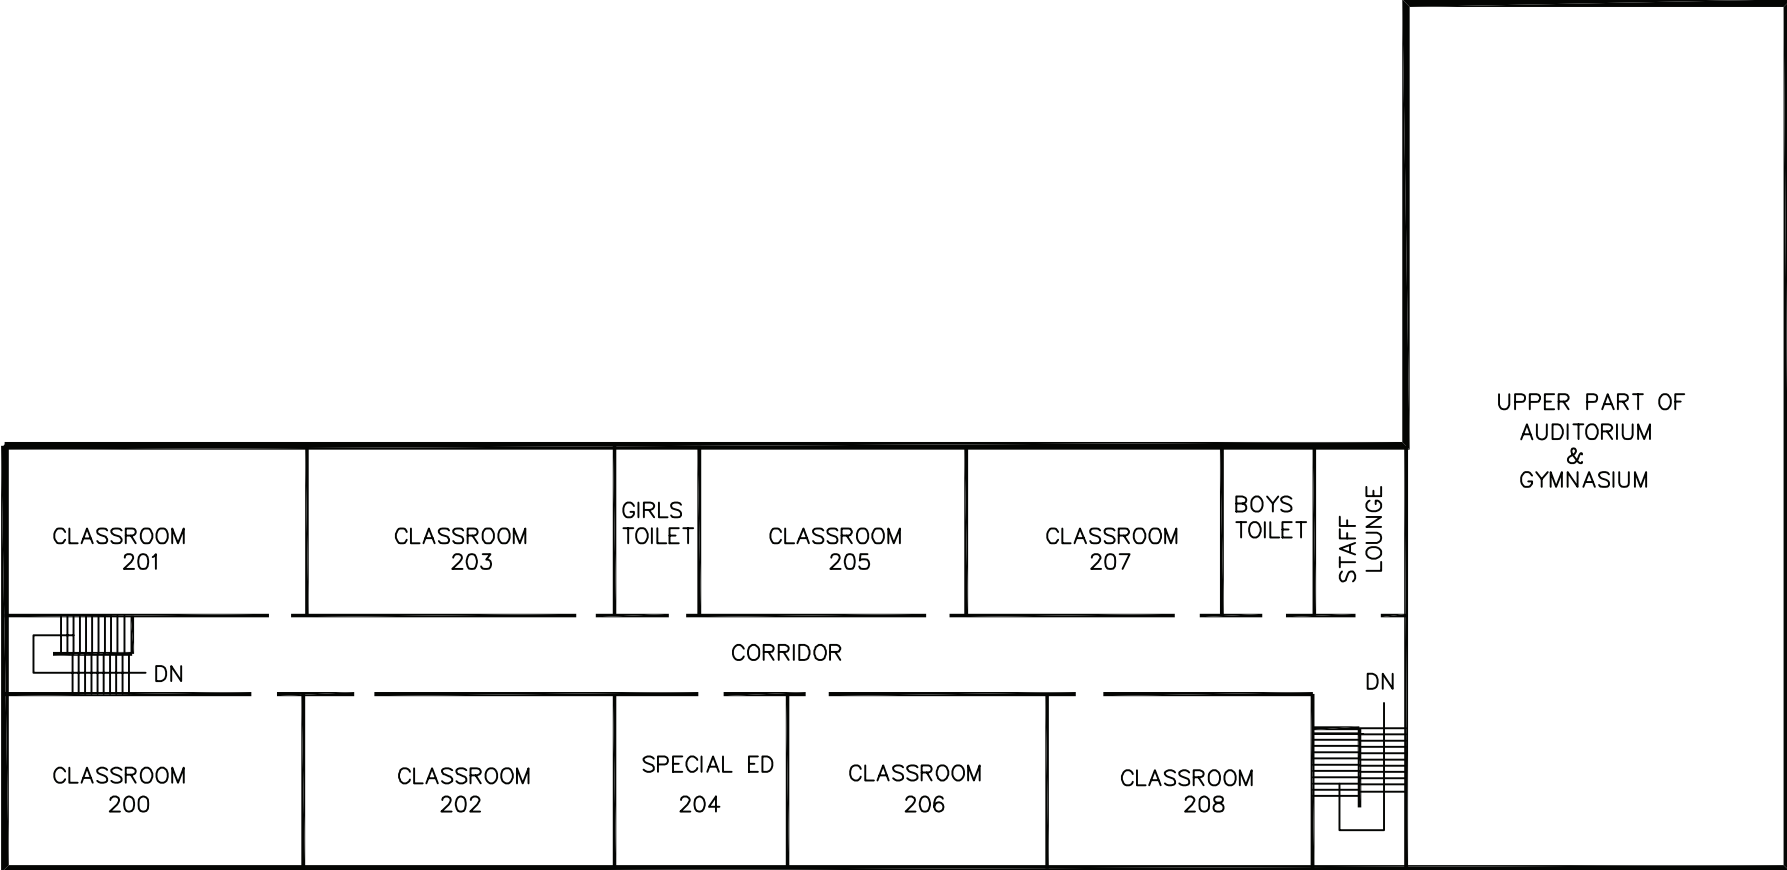 UPPER PART OF
AUDITORIUM
&
GYMNASIUM
CLASSROOM
201
CLASSROOM
203
GIRLS
TOILET
CLASSROOM
205
CLASSROOM
207
BOYS
TOILET
STAFF
LOUNGE
CORRIDOR
DN
DN
CLASSROOM
200
CLASSROOM
202
SPECIAL ED
204
CLASSROOM
206
CLASSROOM
208